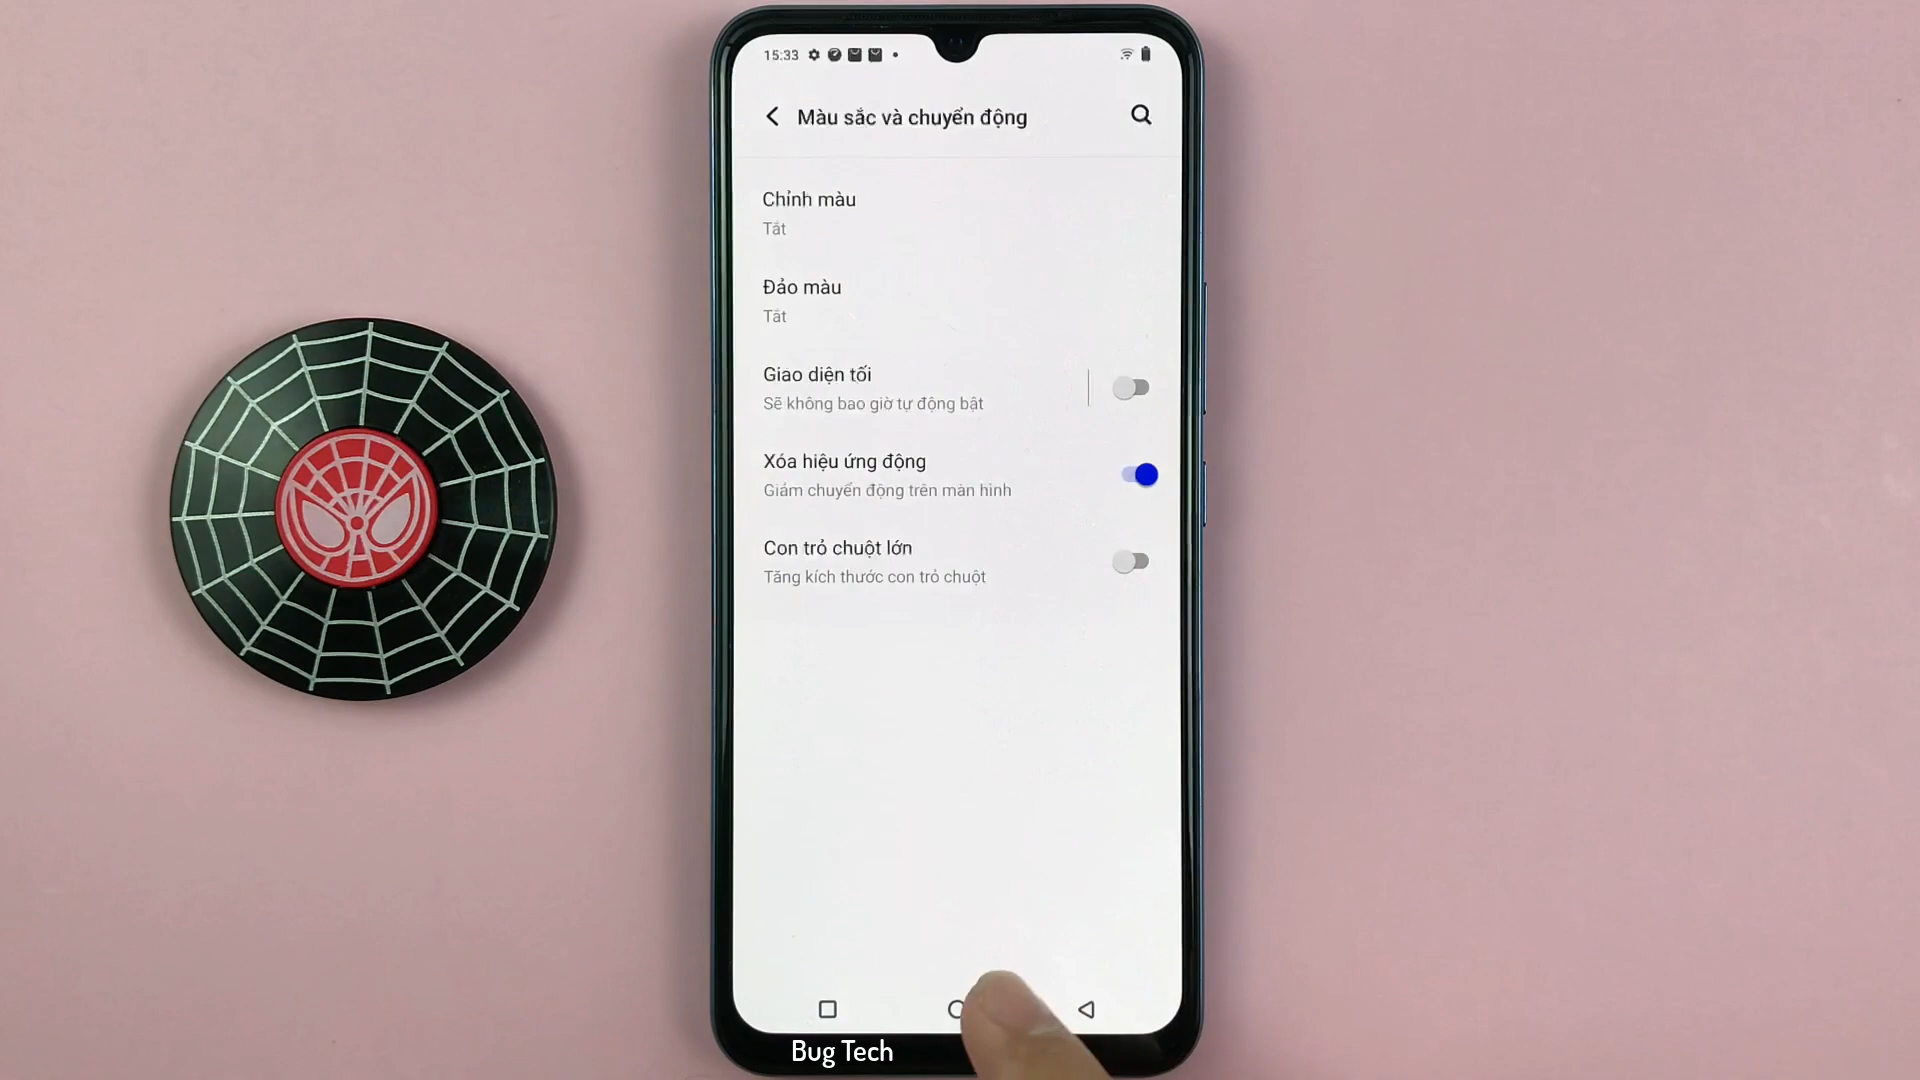 15:33
Màu sắc và chuyển động
Chỉnh màu
Tắt
Đảo màu
Tắt
Giao diện tối
Sẽ không bao giờ tự động bật
Xóa hiệu ứng động
Giảm chuyển động trên màn hình
Con trỏ chuột lớn
Tăng kích thước con trỏ chuột
Bug Tech